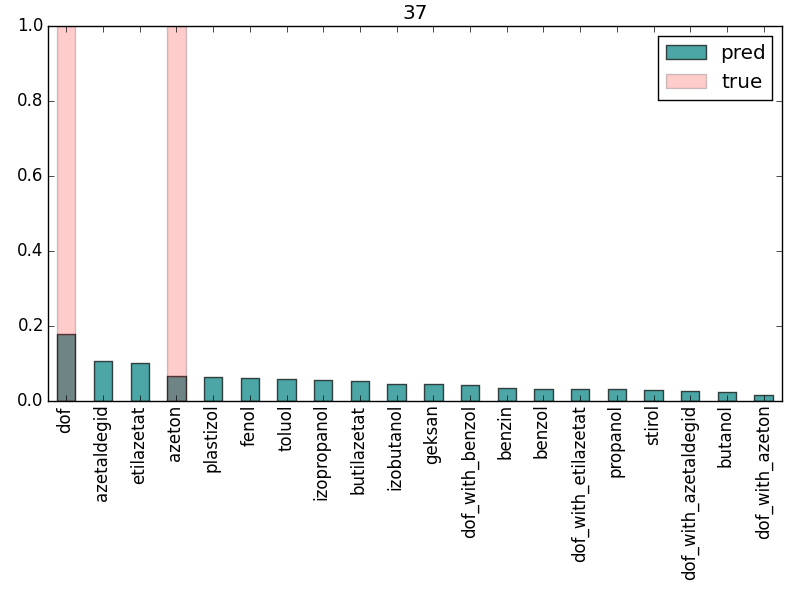 37
1.0
0.8
0.6
0.4
0.2
0.0
pred
true
dof
azetaldegid
etilazetat
azeton
plastizol
fenol
toluol
izopropanol
butilazetat
izobutanol
geksan
dof_with_benzol
benzin
benzol
dof_with_etilazetat
propanol
stirol
dof_with_azetaldegid
butanol
dof_with_azeton